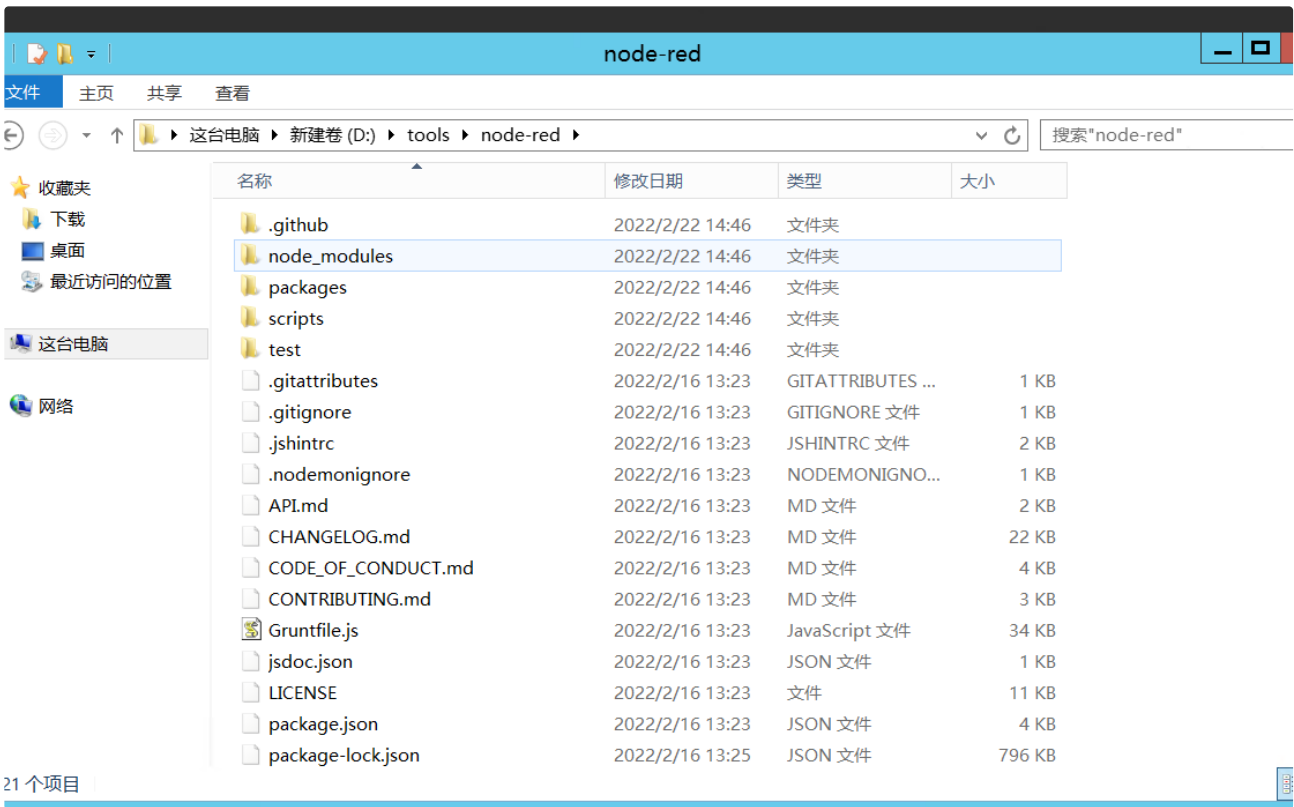 node-red
文件 主页 共享 查看
这台电脑 新建卷 (D:) tools node-red 搜索"node-red"
名称 修改日期 类型 大小
收藏夹
下载
桌面
最近访问的位置
这台电脑
网络
.github 2022/2/22 14:46 文件夹
node_modules 2022/2/22 14:46 文件夹
packages 2022/2/22 14:46 文件夹
scripts 2022/2/22 14:46 文件夹
test 2022/2/22 14:46 文件夹
.gitattributes 2022/2/16 13:23 GITATTRIBUTES ... 1 KB
.gitignore 2022/2/16 13:23 GITIGNORE 文件 1 KB
.jshintrc 2022/2/16 13:23 JSHINTRC 文件 2 KB
.nodemonignore 2022/2/16 13:23 NODEMONIGNO... 1 KB
API.md 2022/2/16 13:23 MD 文件 2 KB
CHANGELOG.md 2022/2/16 13:23 MD 文件 22 KB
CODE_OF_CONDUCT.md 2022/2/16 13:23 MD 文件 4 KB
CONTRIBUTING.md 2022/2/16 13:23 MD 文件 3 KB
Gruntfile.js 2022/2/16 13:23 JavaScript 文件 34 KB
jsdoc.json 2022/2/16 13:23 JSON 文件 1 KB
LICENSE 2022/2/16 13:23 文件 11 KB
package.json 2022/2/16 13:23 JSON 文件 4 KB
package-lock.json 2022/2/16 13:25 JSON 文件 796 KB
21 个项目